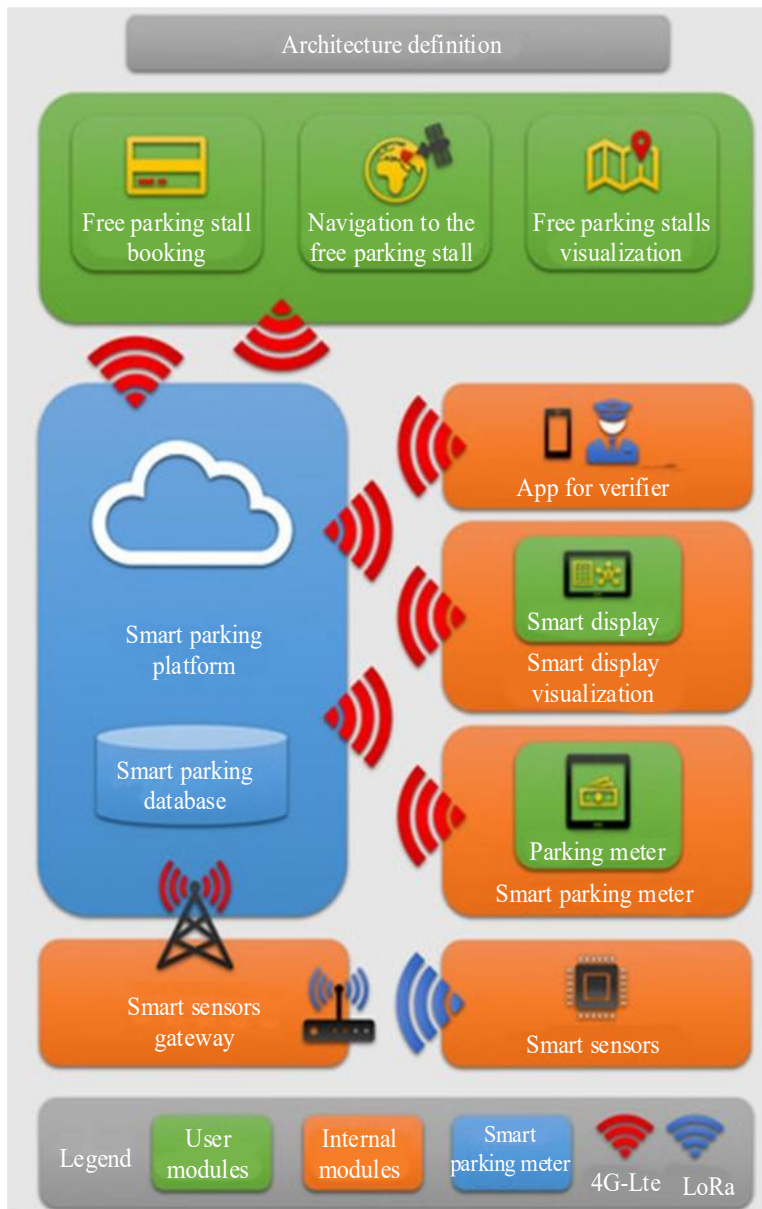 Architecture definition
Free parking stall
booking
Navigation to the
free parking stall
Free parking stalls
visualization
App for verifier
Smart display
Smart display
visualization
Smart parking
platform
Smart parking
database
Parking meter
Smart parking meter
Smart sensors
gateway
Smart sensors
Legend
User
modules
Internal
modules
Smart
parking meter
4G-Lte
LoRa